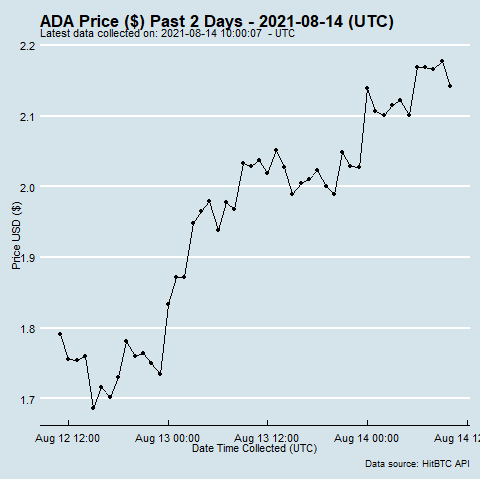 ADA Price ($) Past 2 Days - 2021-08-14 (UTC)
Latest data collected on: 2021-08-14 10:00:07  - UTC
2.2
2.1
2.0
1.9
1.8
1.7
Price USD ($)
Aug 12 12:00 Aug 13 00:00 Aug 13 12:00 Aug 14 00:00 Aug 14 12
Date Time Collected (UTC)
Data source: HitBTC API